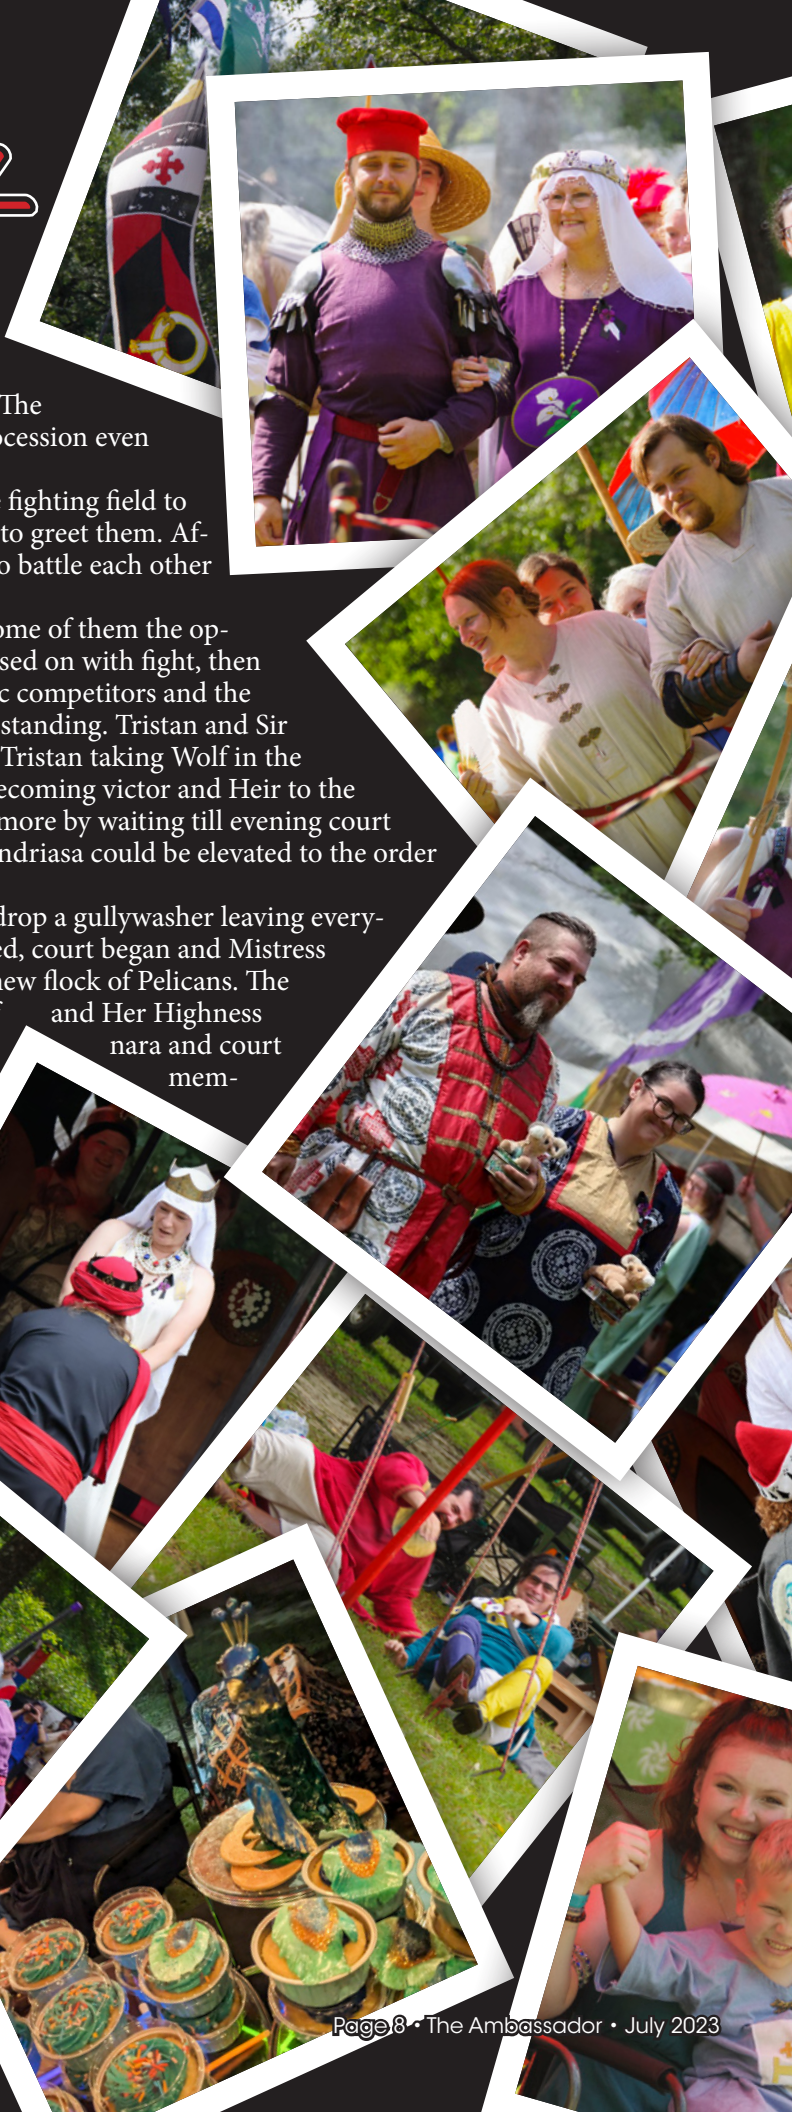 The
ocession even
fighting field to
to greet them. Af-
o battle each other
ome of them the op-
sed on with fight, then
c competitors and the
standing. Tristan and Sir
Tristan taking Wolf in the
ecoming victor and Heir to the
more by waiting till evening court
ndriasa could be elevated to the order
drop a gullywasher leaving every-
ed, court began and Mistress
new flock of Pelicans. The
and Her Highness
nara and court
mem-
Page 8 • The Ambassador • July 2023